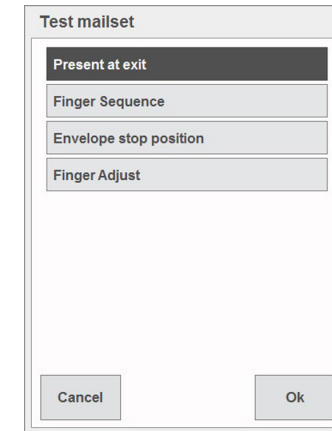 Test mailset
Present at exit
Finger Sequence
Envelope stop position
Finger Adjust
Cancel Ok